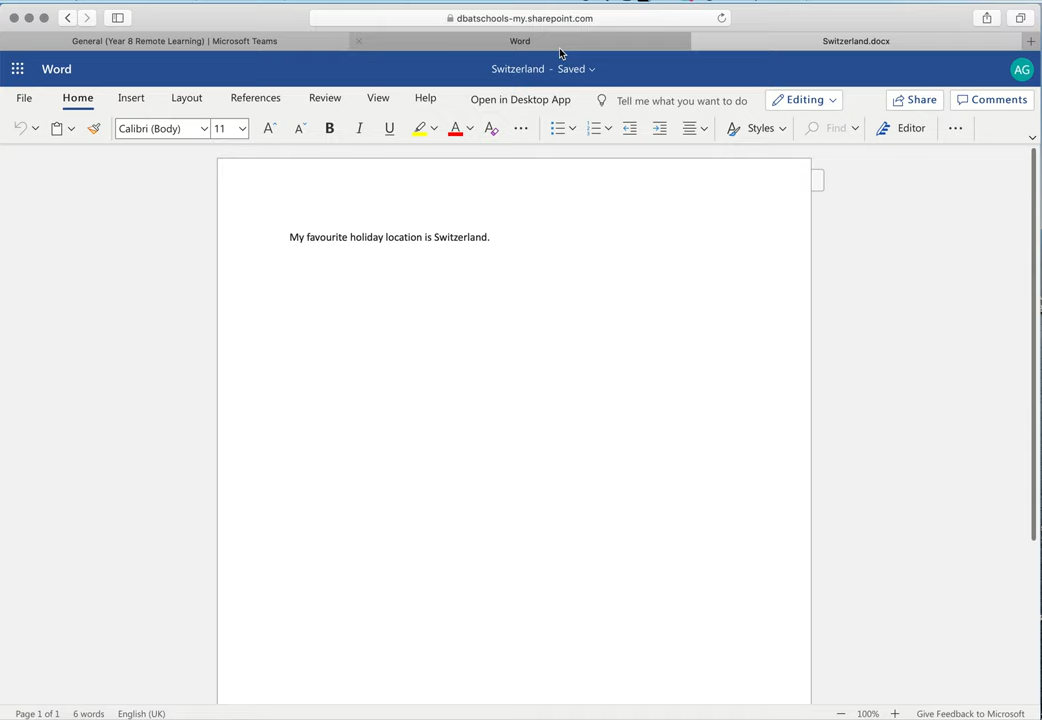 dbatschools-my.sharepoint.com
General (Year 8 Remote Learning) | Microsoft Teams
Word
Switzerland.docx
Word
Switzerland - Saved
AG
File
Home
Insert
Layout
References
Review
View
Help
Open in Desktop App
Tell me what you want to do
Editing
Share
Comments
Calibri (Body)
11
A
A
B
I
U
A
A
Styles
Find
Editor
My favourite holiday location is Switzerland.
Page 1 of 1
6 words
English (UK)
100%
Give Feedback to Microsoft